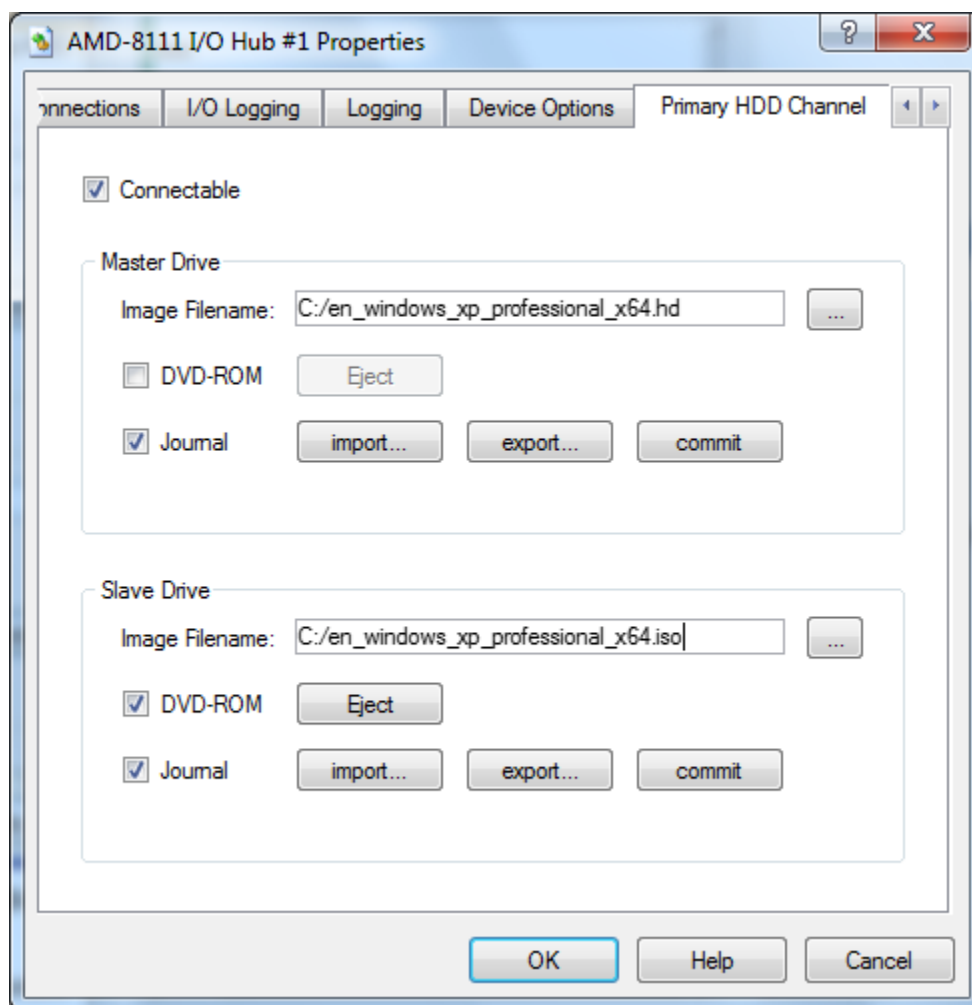 AMD-8111 I/O Hub #1 Properties
onnections I/O Logging Logging Device Options Primary HDD Channel
Connectable
Master Drive
Image Filename: C:/en_windows_xp_professional_x64.hd ...
DVD-ROM Eject
Journal import... export... commit
Slave Drive
Image Filename: C:/en_windows_xp_professional_x64.iso ...
DVD-ROM Eject
Journal import... export... commit
OK Help Cancel